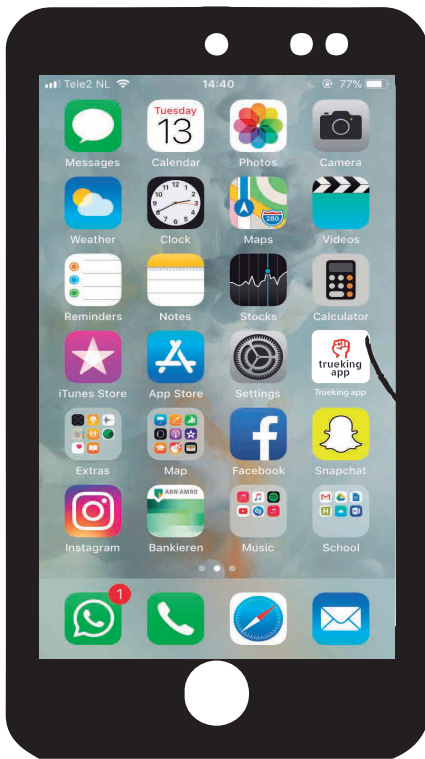 Tele2 NL 14:40 77%
Tuesday
13
Messages Calendar Photos Camera
12
280
Weather Clock Maps Videos
Reminders Notes Stocks Calculator
trueking
app
iTunes Store App Store Settings Trueking app
Extras Map Facebook Snapchat
ABN·AMRO
Instagram Bankieren Music School
1